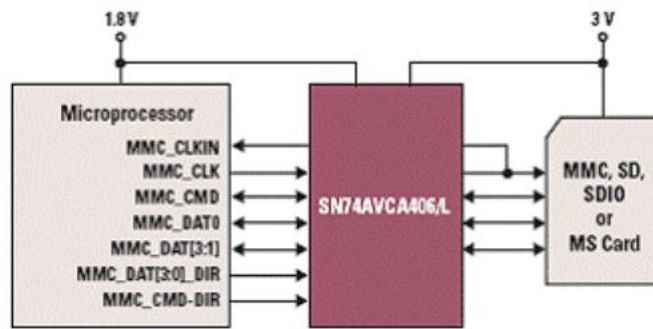 1.8 V
3 V
Microprocessor
MMC_CLKIN
MMC_CLK
MMC_CMD
MMC_DAT0
MMC_DAT[3:1]
MMC_DAT[3:0]_DIR
MMC_CMD-DIR
SN74AVCA406/L
MMC, SD,
SDIO
or
MS Card